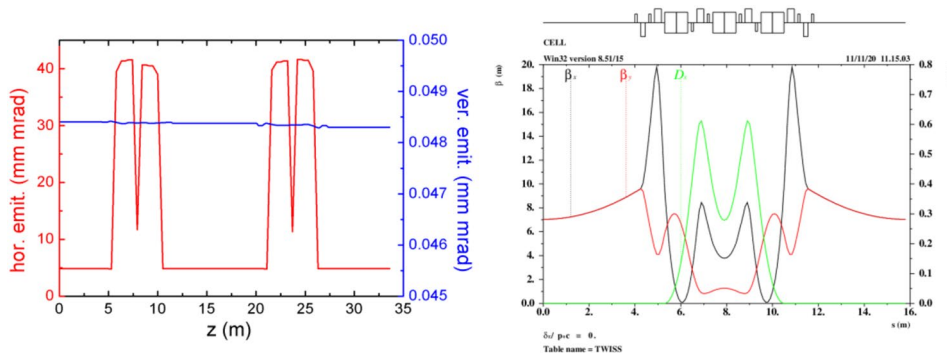 40
30
20
10
0
hor. emit. (mm mrad)
0 5 10 15 20 25 30 35
z (m)
0.050
0.049
0.048
0.047
0.046
0.045
ver. emit. (mm mrad)
CELL
Win32 version 8.51/15 11/11/20 11.15.03
β (m)
20.
18.
16.
14.
12.
10.
8.
6.
4.
2.
0.0
βx βy Dx
0.8
0.7
0.6
0.5
0.4
0.3
0.2
0.1
0.0
0.0 2. 4. 6. 8. 10. 12. 14. 16.
s (m)
Table name = TWISS